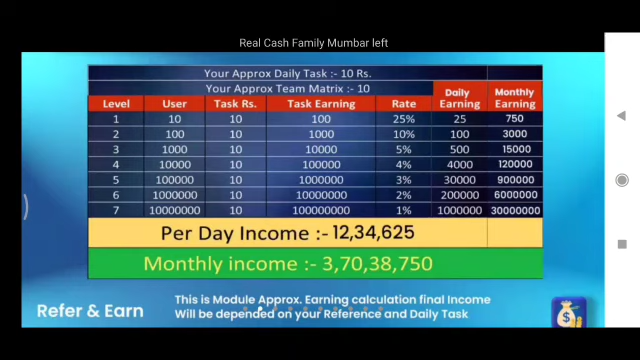 Real Cash Family Mumbar left
Your Approx Daily Task :- 10 Rs.
Your Approx Team Matrix :- 10
Level User Task Rs. Task Earning Rate Daily Earning Monthly Earning
1 10 10 100 25% 25 750
2 100 10 1000 10% 100 3000
3 1000 10 10000 5% 500 15000
4 10000 10 100000 4% 4000 120000
5 100000 10 1000000 3% 30000 900000
6 1000000 10 10000000 2% 200000 6000000
7 10000000 10 100000000 1% 1000000 30000000
Per Day Income :- 12,34,625
Monthly income :- 3,70,38,750
Refer & Earn
This is Module Approx. Earning calculation final Income
Will be depended on your Reference and Daily Task